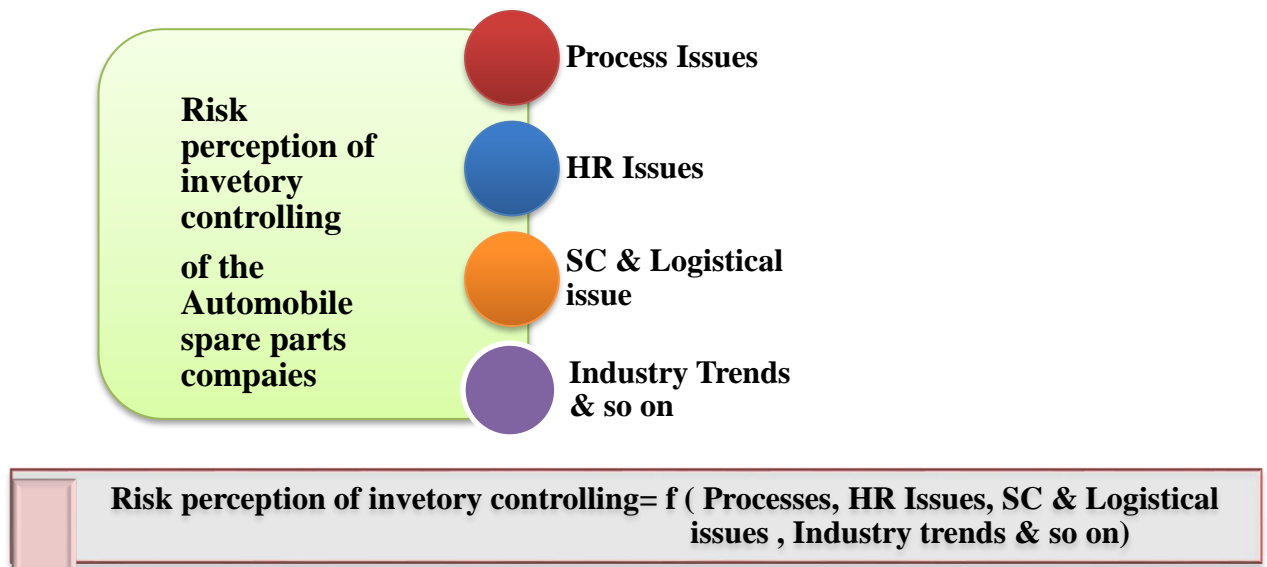 Risk
perception of
invetory
controlling
of the
Automobile
spare parts
compaies
Process Issues
HR Issues
SC & Logistical
issue
Industry Trends
& so on
Risk perception of invetory controlling= f ( Processes, HR Issues, SC & Logistical
issues , Industry trends & so on)